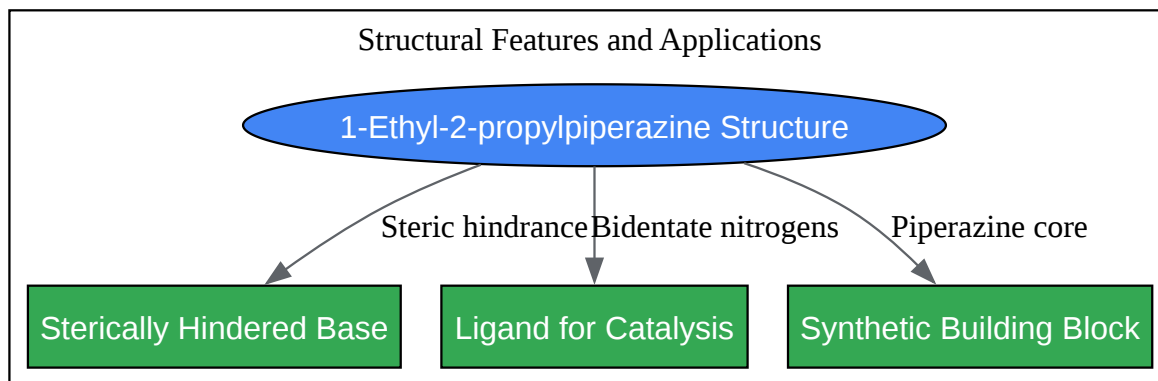 Structural Features and Applications
1-Ethyl-2-propylpiperazine Structure
Steric hindrance
Bidentate nitrogens
Piperazine core
Sterically Hindered Base
Ligand for Catalysis
Synthetic Building Block